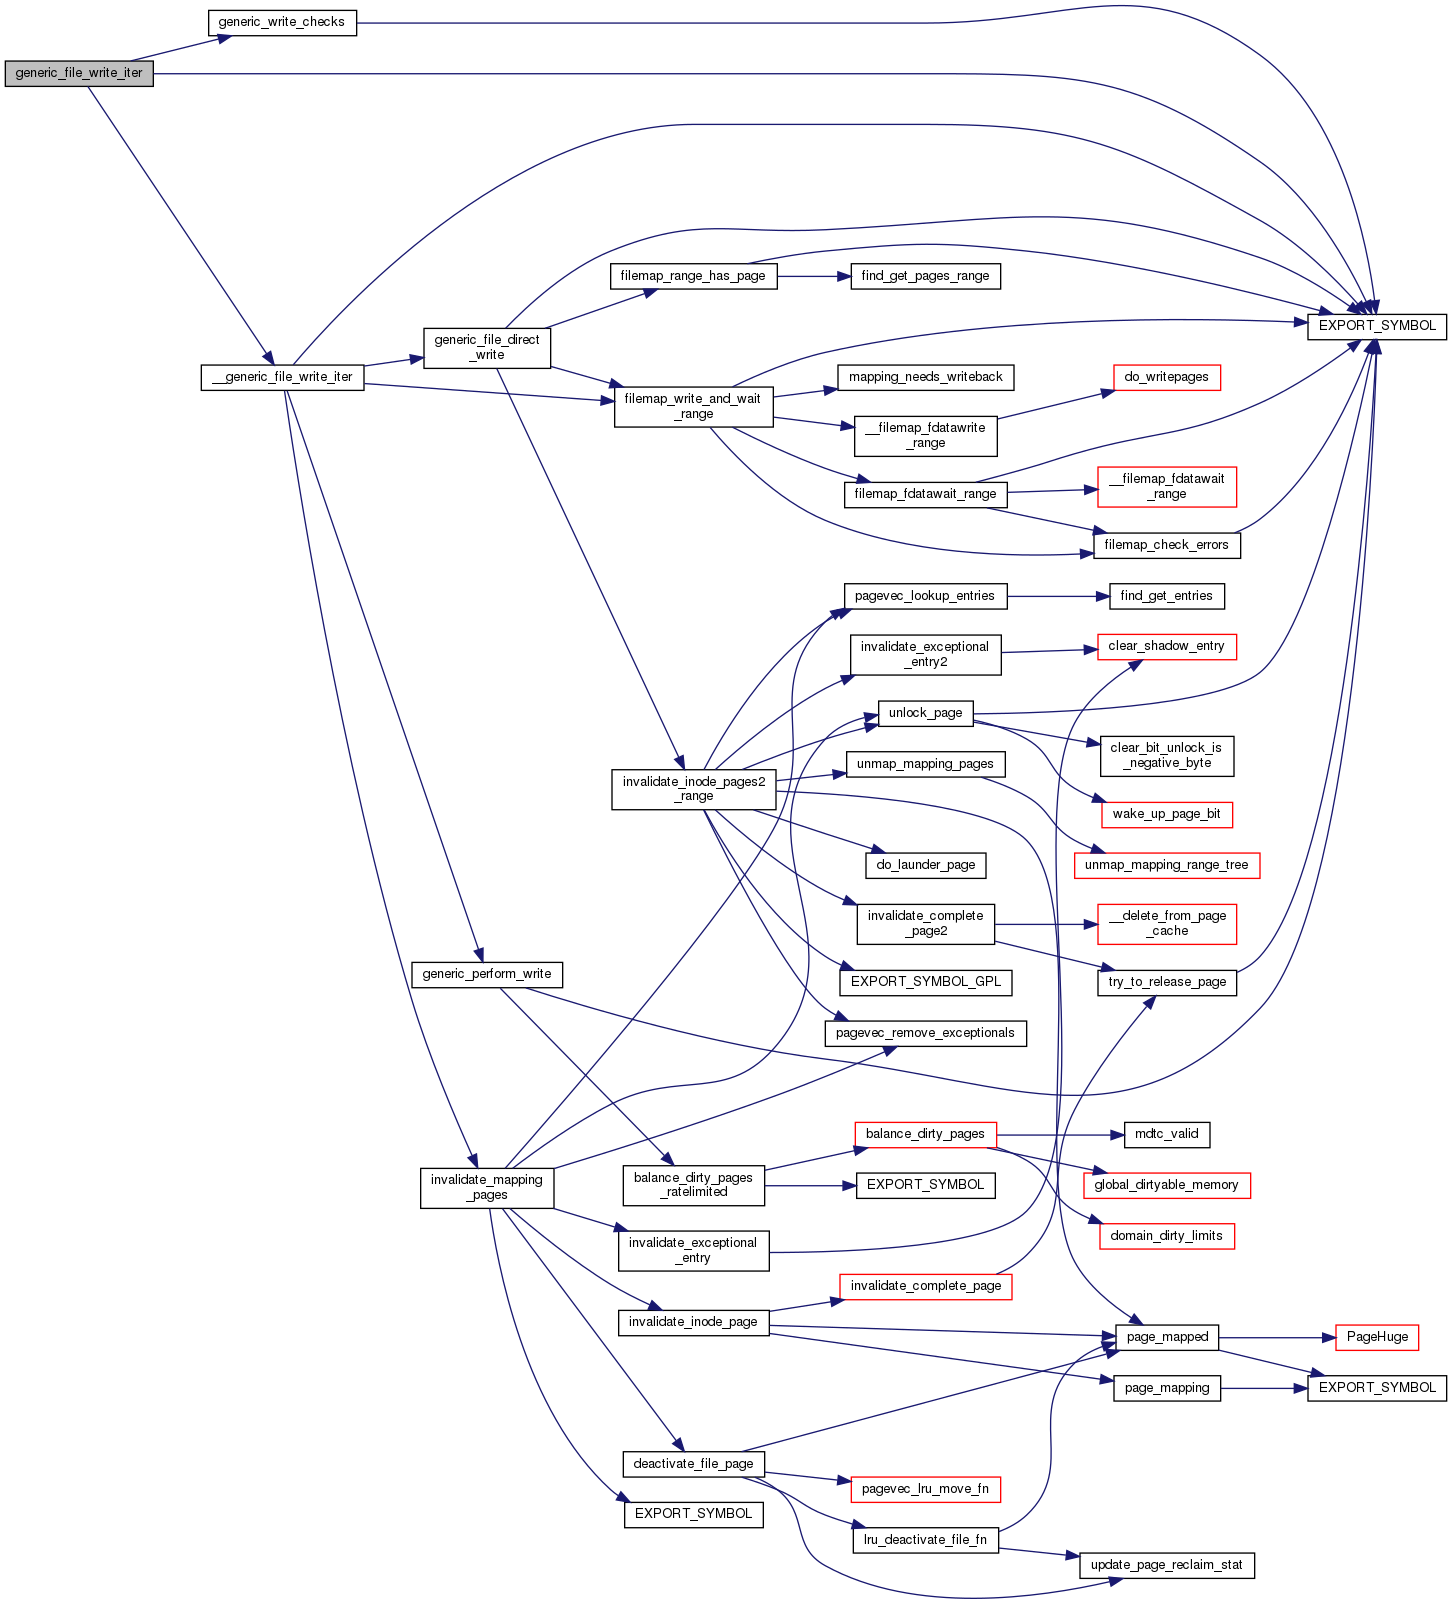 generic_write_checks
generic_file_write_iter
filemap_range_has_page
find_get_pages_range
EXPORT_SYMBOL
generic_file_direct
_write
__generic_file_write_iter
mapping_needs_writeback
do_writepages
filemap_write_and_wait
_range
__filemap_fdatawrite
_range
__filemap_fdatawait
_range
filemap_fdatawait_range
filemap_check_errors
pagevec_lookup_entries
find_get_entries
invalidate_exceptional
_entry2
clear_shadow_entry
unlock_page
clear_bit_unlock_is
_negative_byte
unmap_mapping_pages
invalidate_inode_pages2
_range
wake_up_page_bit
do_launder_page
unmap_mapping_range_tree
invalidate_complete
_page2
__delete_from_page
_cache
generic_perform_write
EXPORT_SYMBOL_GPL
try_to_release_page
pagevec_remove_exceptionals
balance_dirty_pages
mdtc_valid
invalidate_mapping
_pages
balance_dirty_pages
_ratelimited
EXPORT_SYMBOL
global_dirtyable_memory
invalidate_exceptional
_entry
domain_dirty_limits
invalidate_complete_page
invalidate_inode_page
page_mapped
PageHuge
page_mapping
EXPORT_SYMBOL
deactivate_file_page
pagevec_lru_move_fn
EXPORT_SYMBOL
lru_deactivate_file_fn
update_page_reclaim_stat